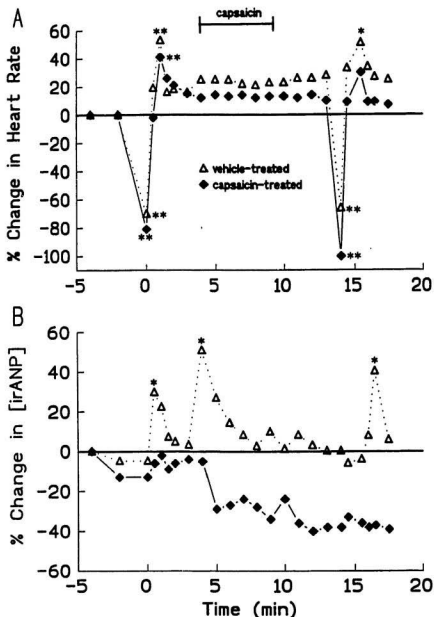 A
capsaicin
60
40
20
0
-20
-40
-60
-80
-100
% Change in Heart Rate
** **
*
vehicle-treated
capsaicin-treated
**
**
**
**
-5 0 5 10 15 20
B
60
40
20
0
-20
-40
-60
% Change in [irANP]
*
*
*
-5 0 5 10 15 20
Time (min)